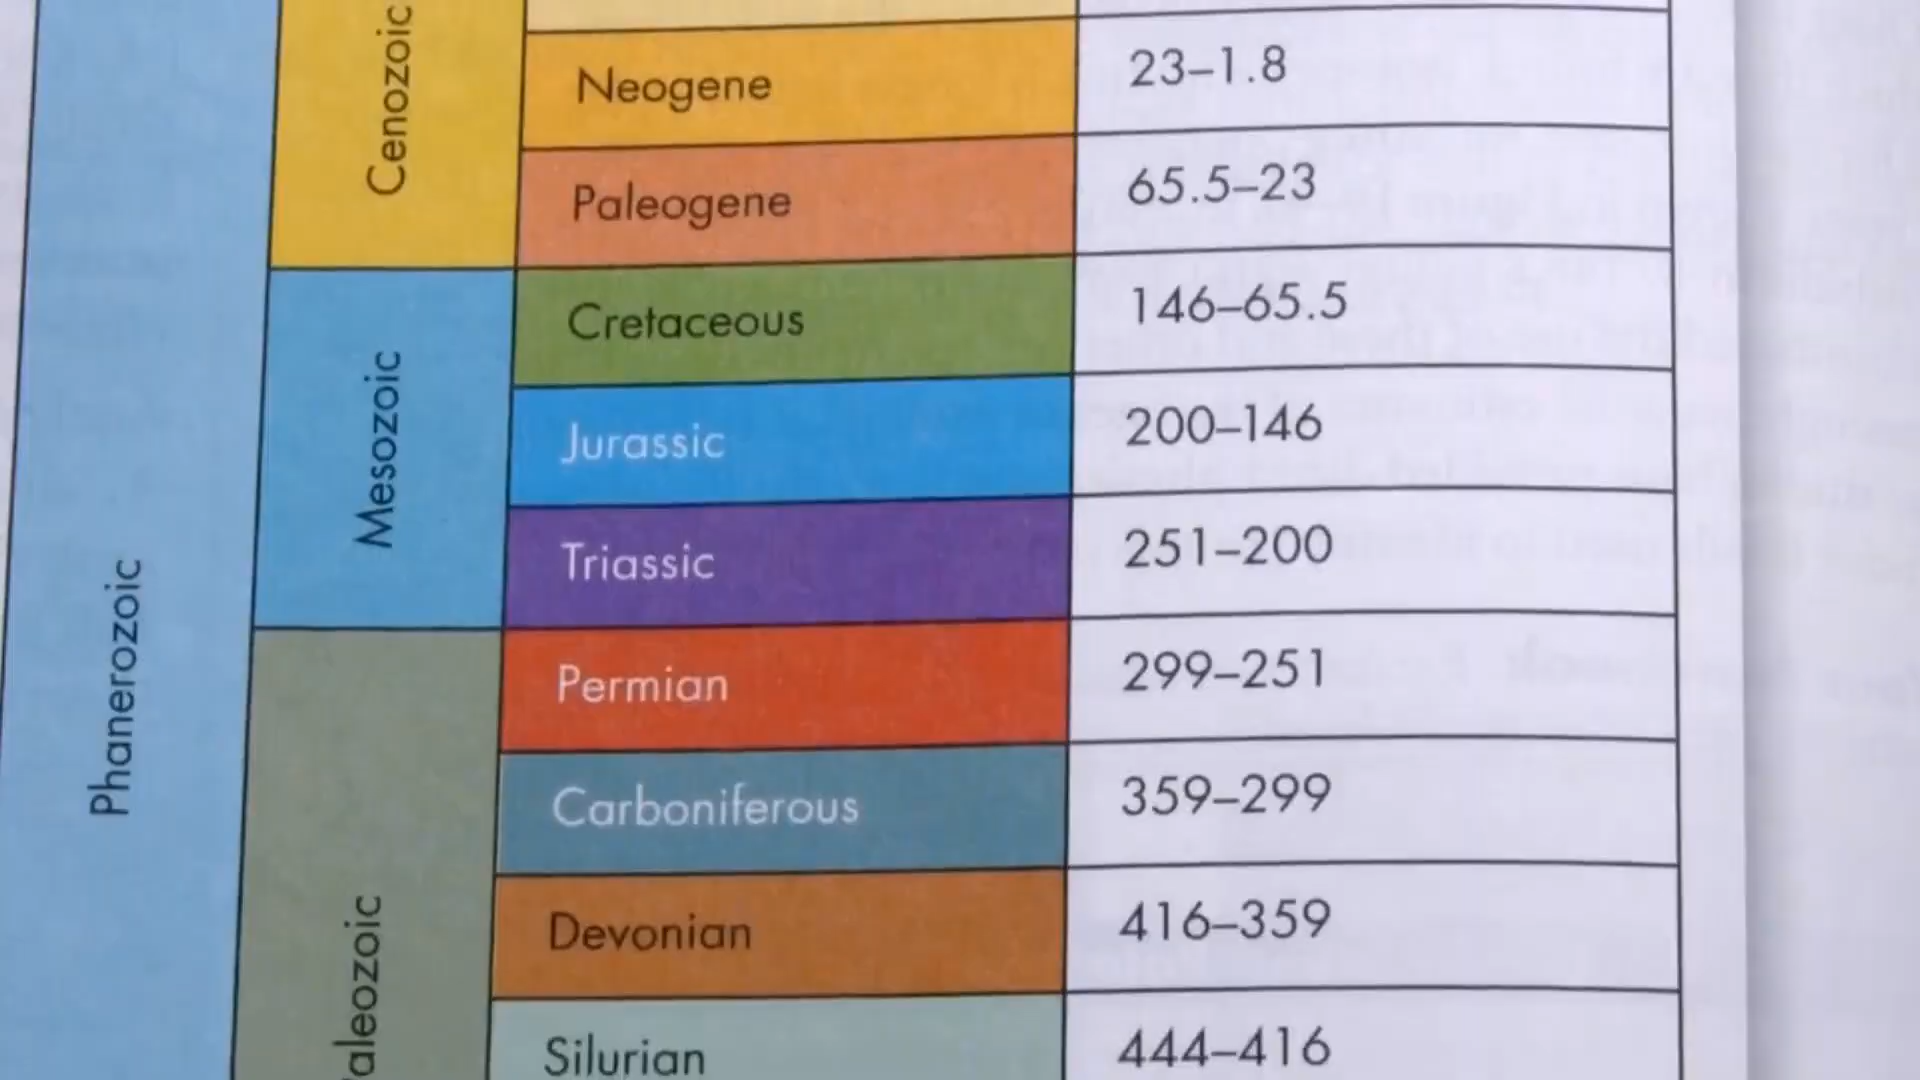 Phanerozoic
Cenozoic
Neogene 23–1.8
Paleogene 65.5–23
Mesozoic
Cretaceous 146–65.5
Jurassic 200–146
Triassic 251–200
Permian 299–251
Carboniferous 359–299
Devonian 416–359
Silurian 444–416